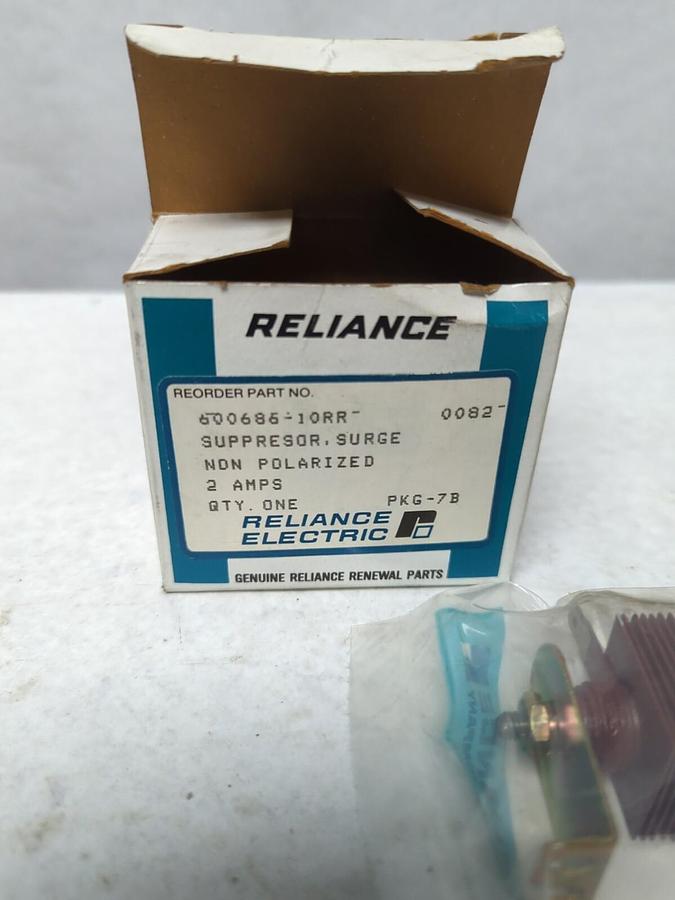 RELIANCE
REORDER PART NO.
600686-10RR 0082
SUPPRESOR, SURGE
NON POLARIZED
2 AMPS
QTY. ONE PKG-7B
RELIANCE
ELECTRIC
GENUINE RELIANCE RENEWAL PARTS